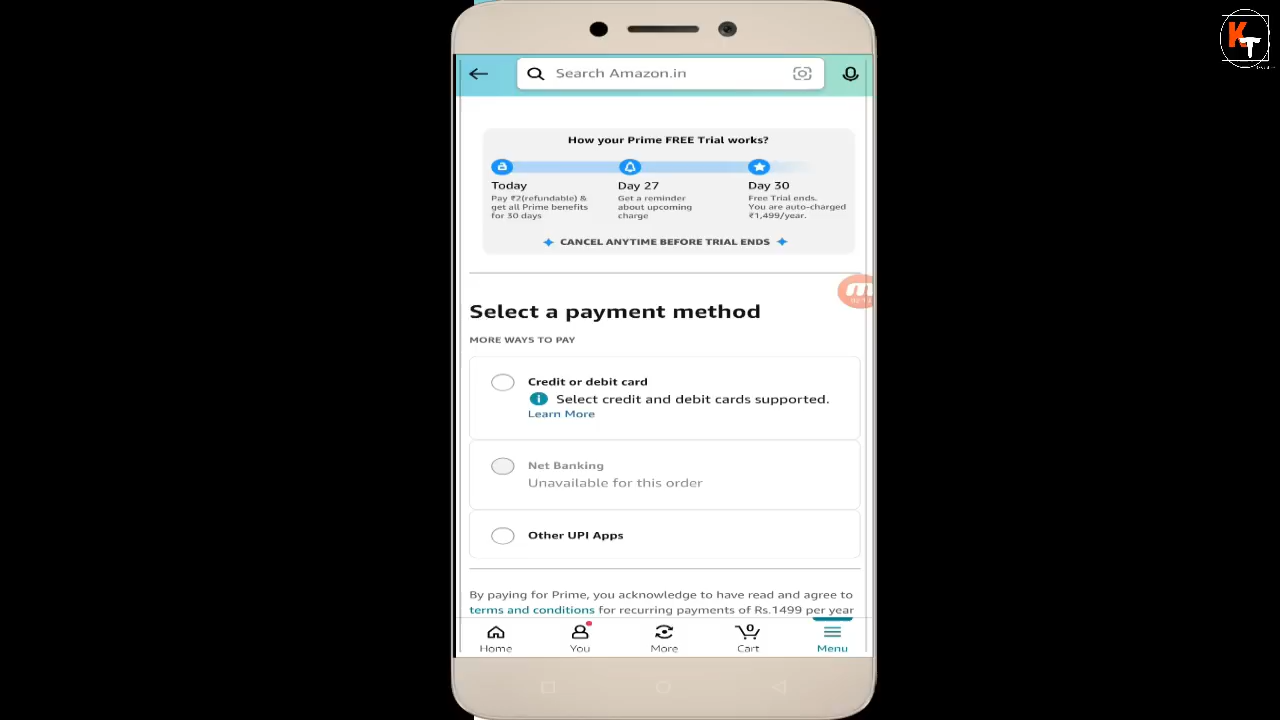 KT
Search Amazon.in
How your Prime FREE Trial works?
Today
Pay ₹2(refundable) &
get all Prime benefits
for 30 days
Day 27
Get a reminder
about upcoming
charge
Day 30
Free Trial ends.
You are auto-charged
₹1,499/year.
CANCEL ANYTIME BEFORE TRIAL ENDS
Select a payment method
MORE WAYS TO PAY
Credit or debit card
Select credit and debit cards supported.
Learn More
Net Banking
Unavailable for this order
Other UPI Apps
By paying for Prime, you acknowledge to have read and agree to
terms and conditions for recurring payments of Rs.1499 per year
Home
You
More
0
Cart
Menu